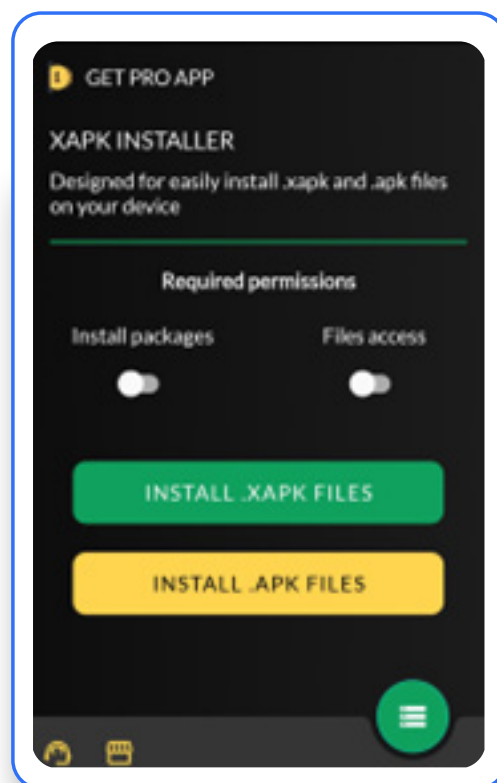 GET PRO APP
XAPK INSTALLER
Designed for easily install .xapk and .apk files
on your device
Required permissions
Install packages
Files access
INSTALL .XAPK FILES
INSTALL .APK FILES